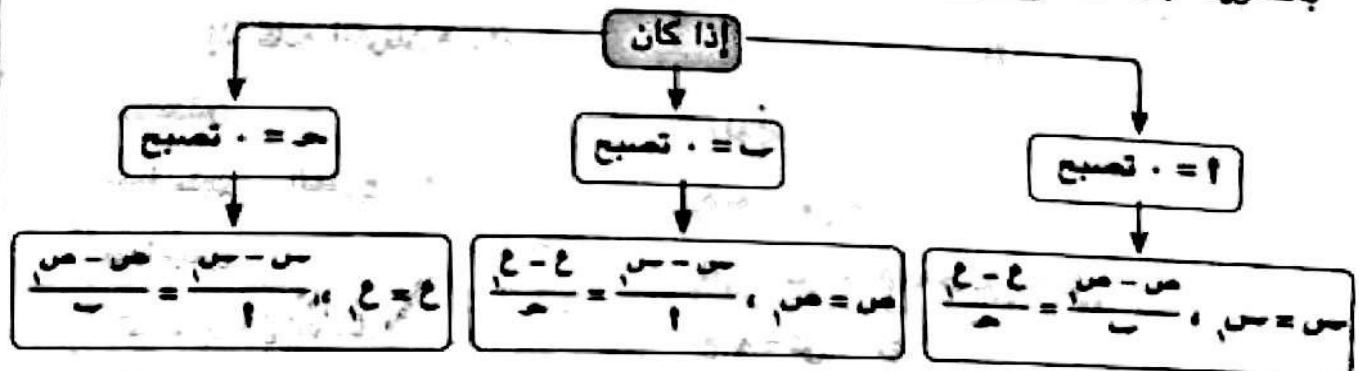 إذا كان
أ = ٠ تصبح
ب = ٠ تصبح
حـ = ٠ تصبح
س = س١ ، (ص - ص١)/ب = (ع - ع١)/حـ
ص = ص١ ، (س - س١)/أ = (ع - ع١)/حـ
ع = ع١ ، (س - س١)/أ = (ص - ص١)/ب